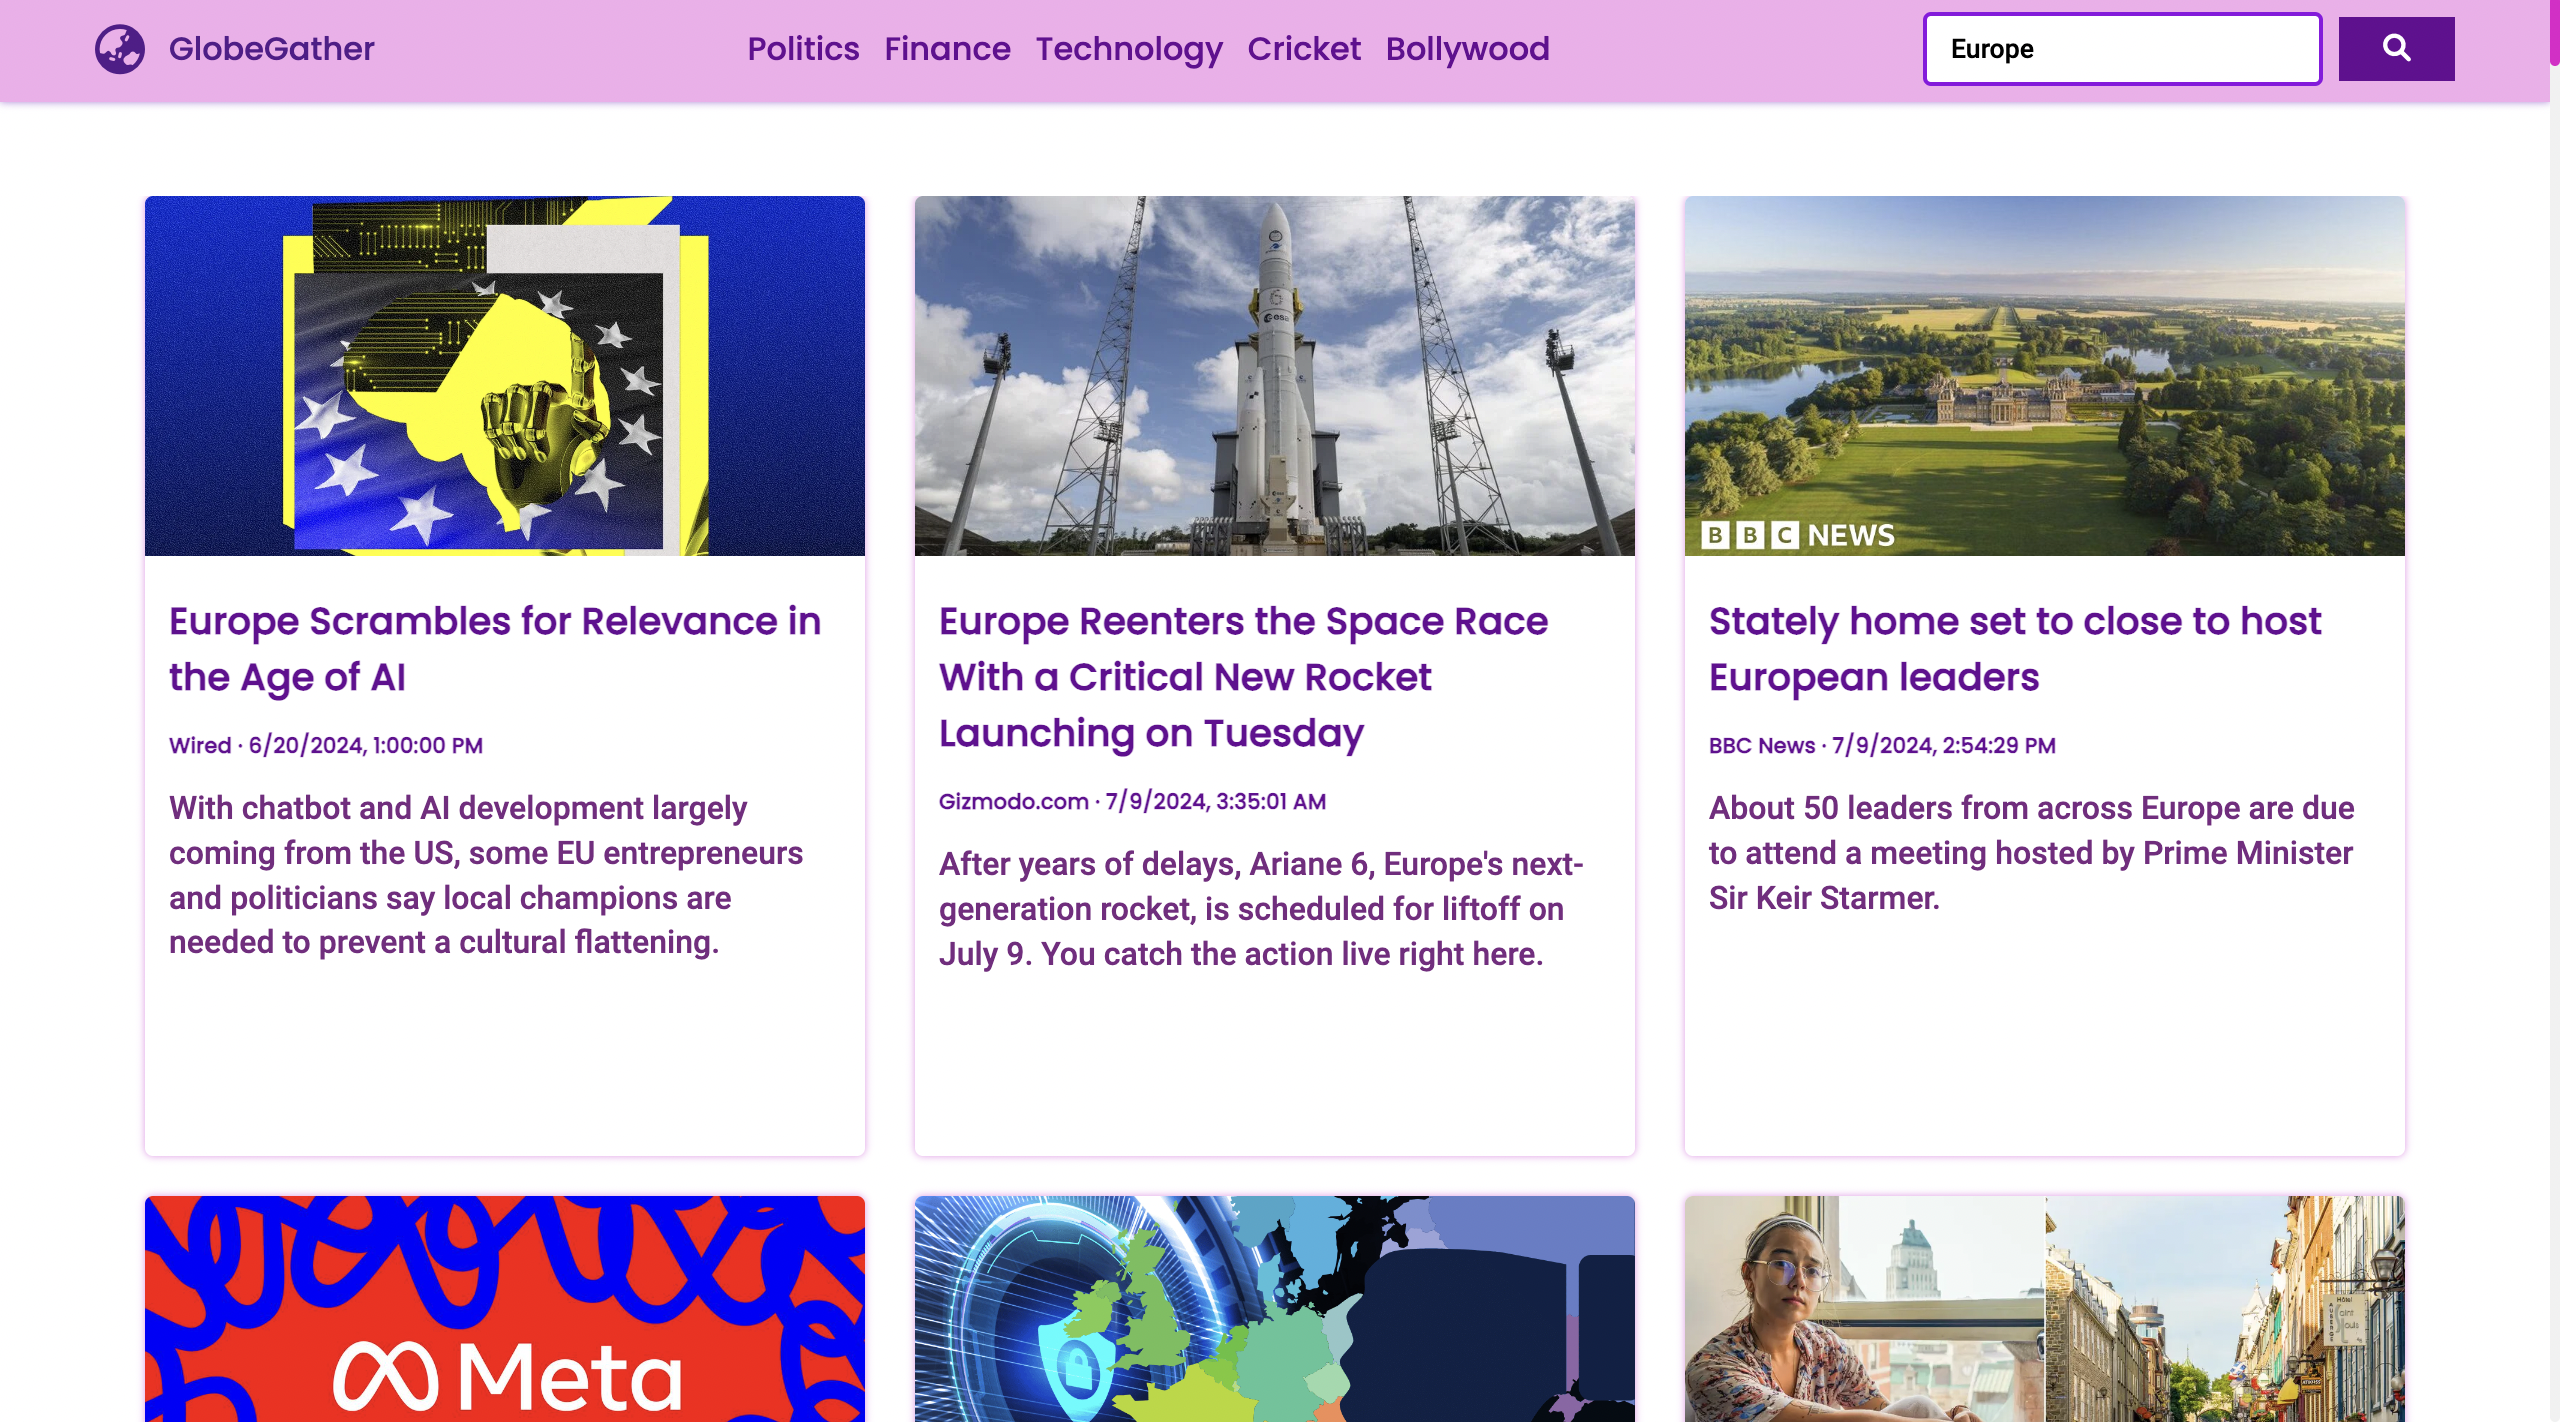 GlobeGather
Politics Finance Technology Cricket Bollywood
Europe
esa
BBC NEWS
Europe Scrambles for Relevance in
the Age of AI
Wired · 6/20/2024, 1:00:00 PM
With chatbot and AI development largely
coming from the US, some EU entrepreneurs
and politicians say local champions are
needed to prevent a cultural flattening.
Europe Reenters the Space Race
With a Critical New Rocket
Launching on Tuesday
Gizmodo.com · 7/9/2024, 3:35:01 AM
After years of delays, Ariane 6, Europe's next-
generation rocket, is scheduled for liftoff on
July 9. You catch the action live right here.
Stately home set to close to host
European leaders
BBC News · 7/9/2024, 2:54:29 PM
About 50 leaders from across Europe are due
to attend a meeting hosted by Prime Minister
Sir Keir Starmer.
Meta